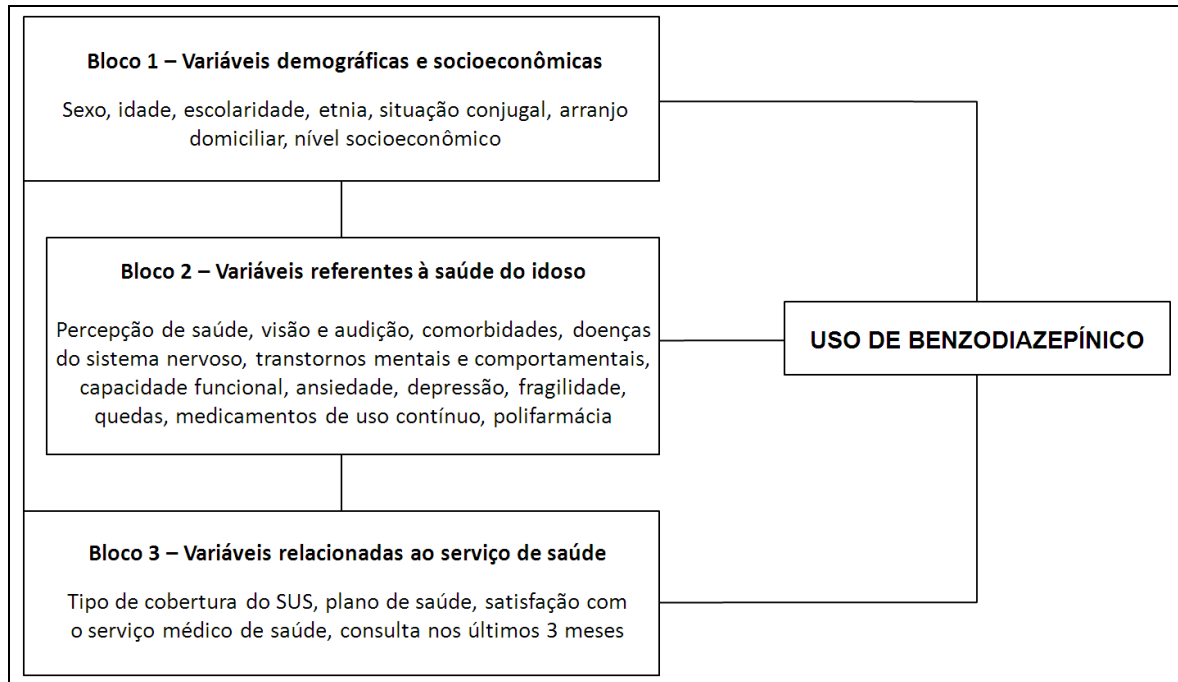 Bloco 1 – Variáveis demográficas e socioeconômicas
Sexo, idade, escolaridade, etnia, situação conjugal, arranjo
domiciliar, nível socioeconômico
Bloco 2 – Variáveis referentes à saúde do idoso
Percepção de saúde, visão e audição, comorbidades, doenças
do sistema nervoso, transtornos mentais e comportamentais,
capacidade funcional, ansiedade, depressão, fragilidade,
quedas, medicamentos de uso contínuo, polifarmácia
USO DE BENZODIAZEPÍNICO
Bloco 3 – Variáveis relacionadas ao serviço de saúde
Tipo de cobertura do SUS, plano de saúde, satisfação com
o serviço médico de saúde, consulta nos últimos 3 meses